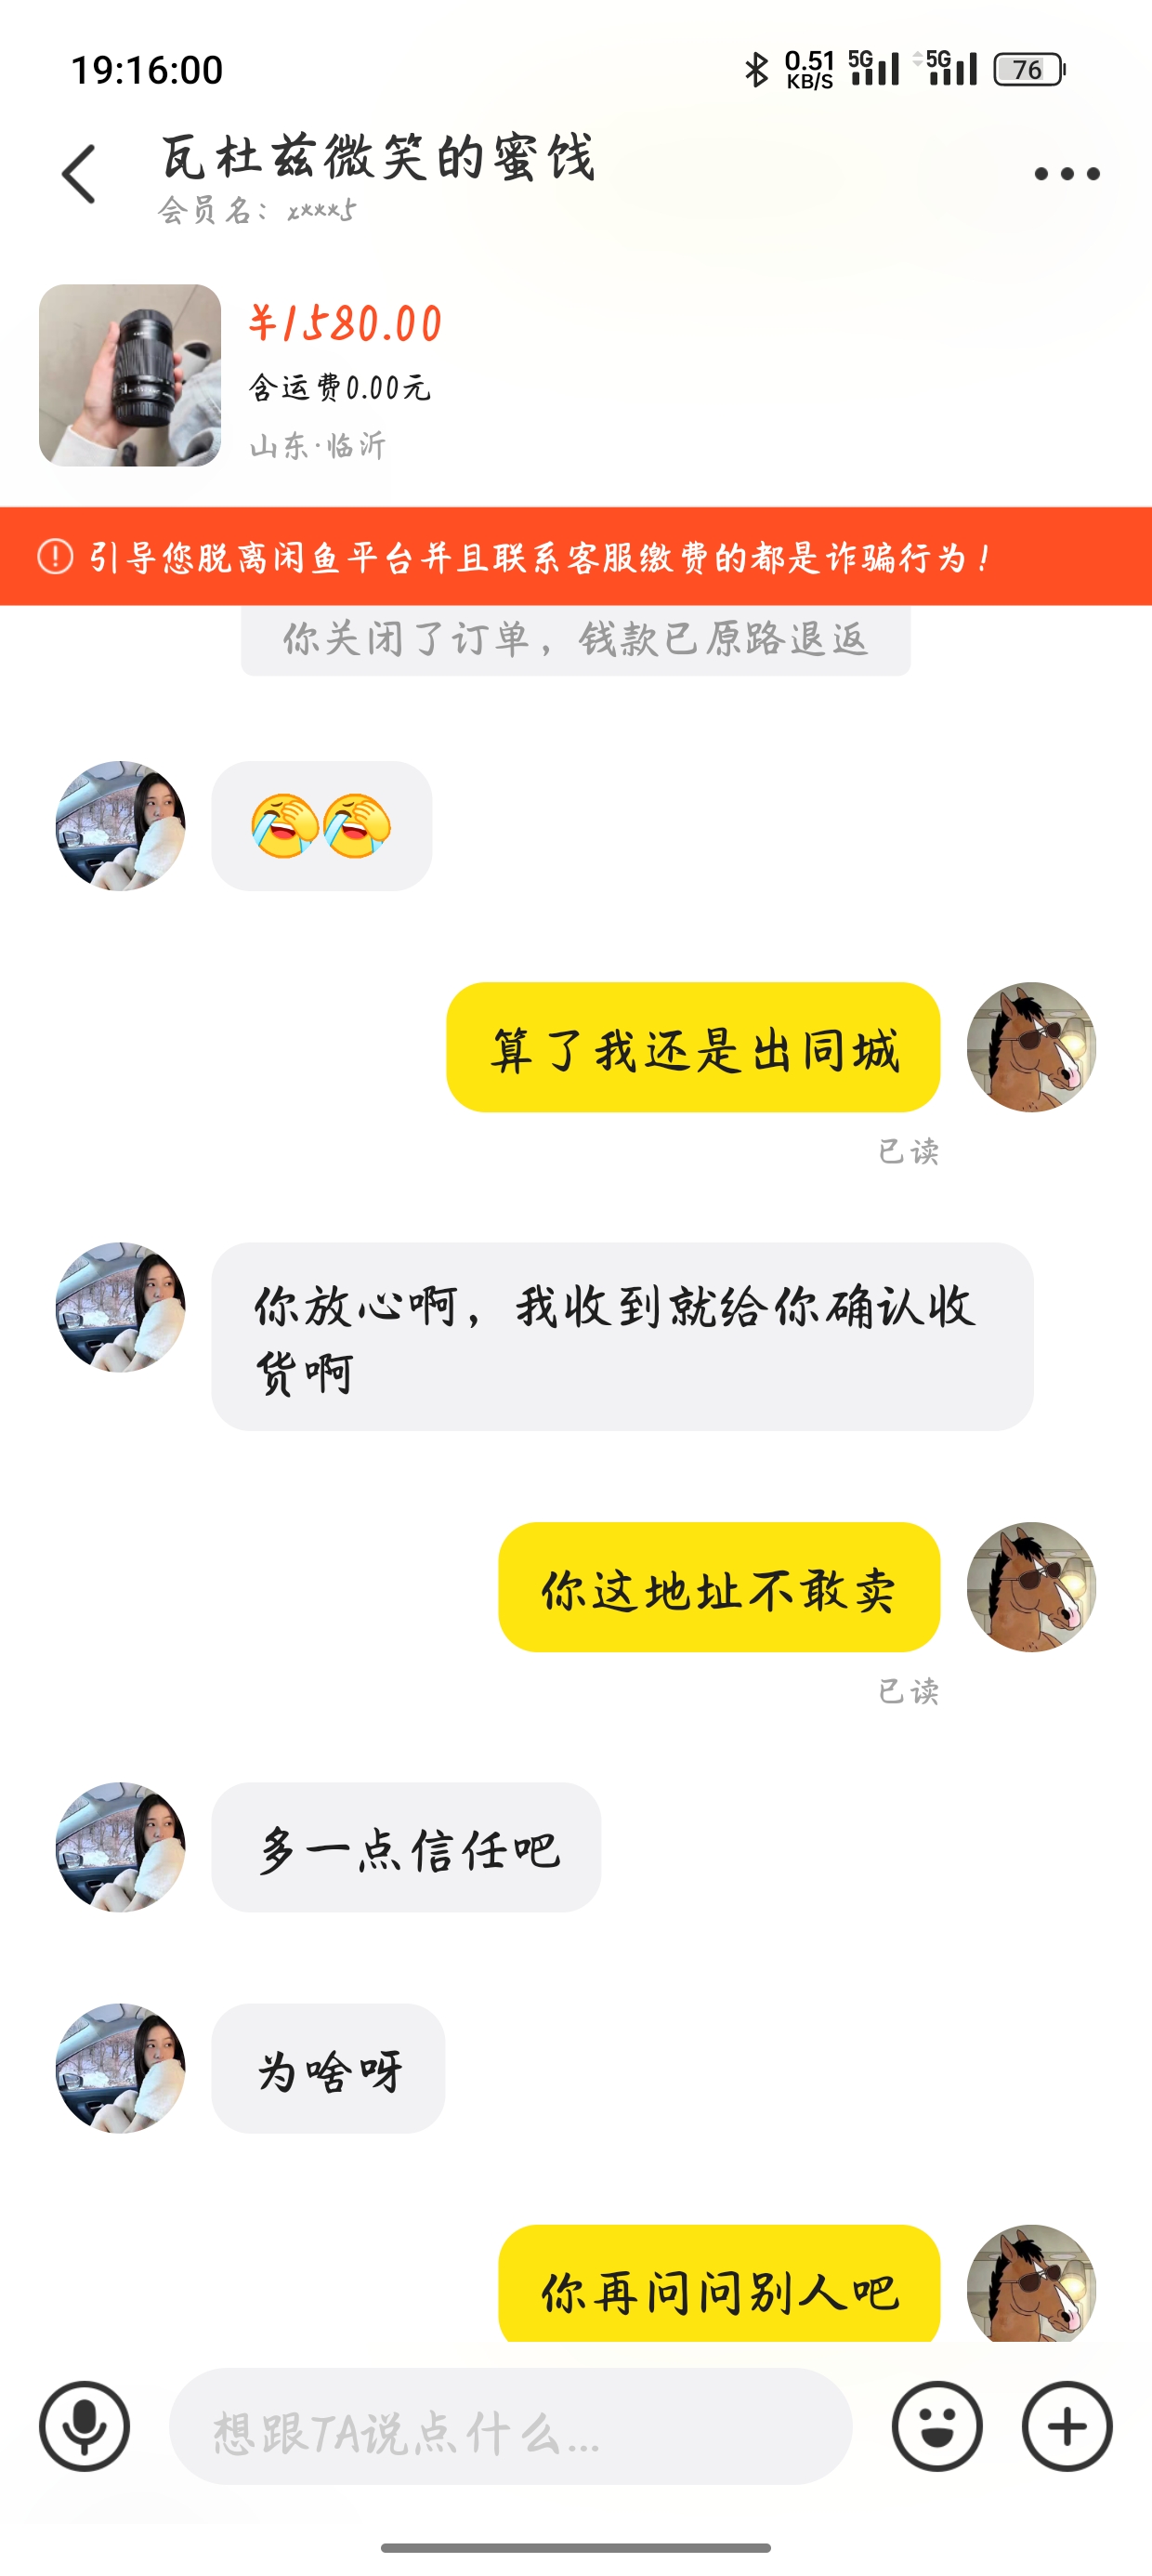 19:16:00
0.51
KB/S
5G
5G
76
瓦杜兹微笑的蜜饯
会员名：x***5
¥1580.00
含运费0.00元
山东·临沂
引导您脱离闲鱼平台并且联系客服缴费的都是诈骗行为！
你关闭了订单，钱款已原路退返
算了我还是出同城
已读
你放心啊，我收到就给你确认收
货啊
你这地址不敢卖
已读
多一点信任吧
为啥呀
你再问问别人吧
想跟TA说点什么...